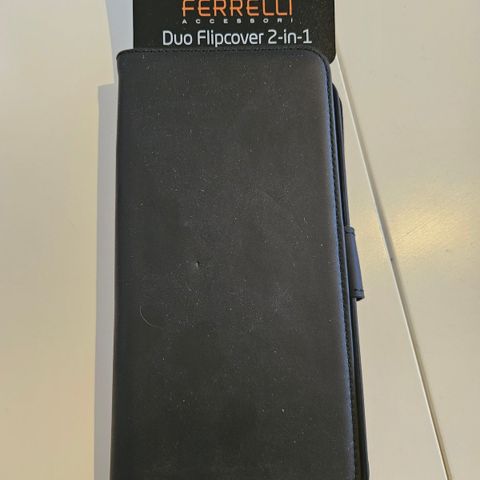 FERRELLI
ACCESSORI
Duo Flipcover 2-in-1